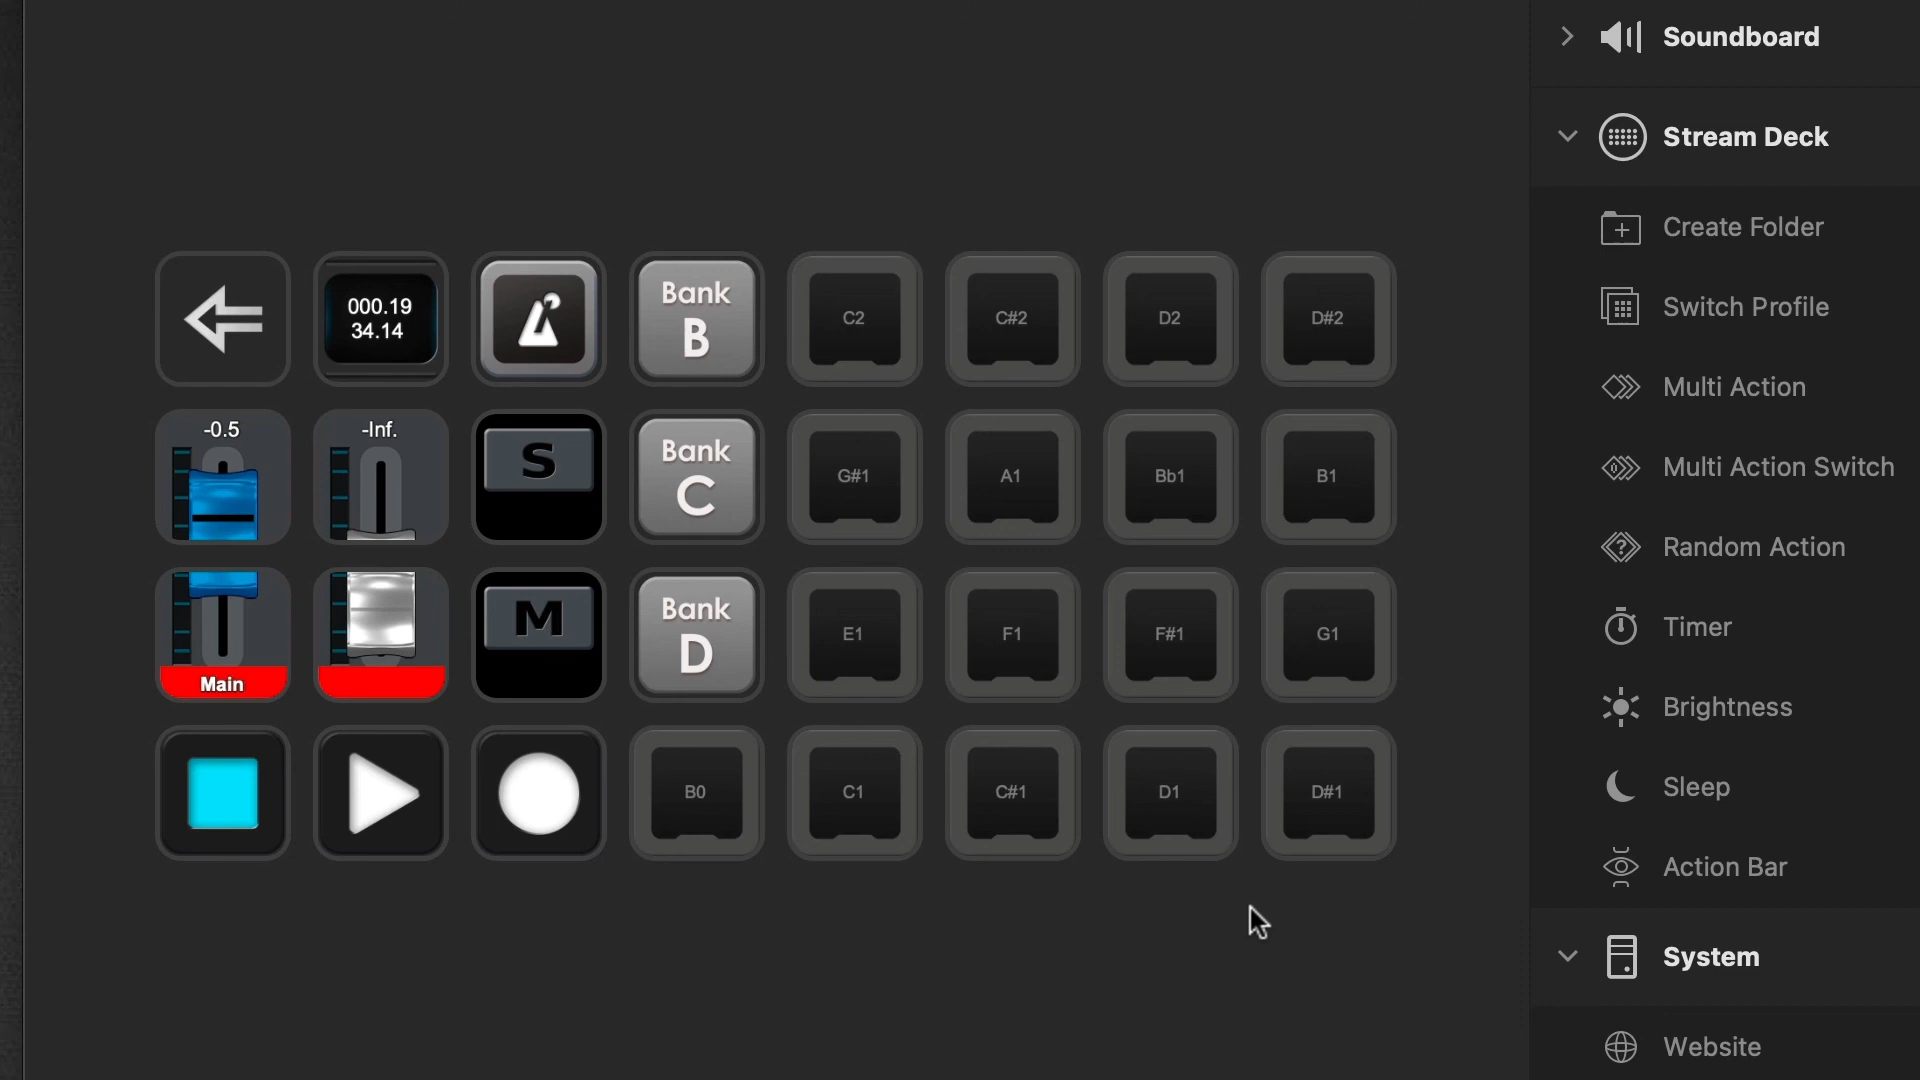 Soundboard
Stream Deck
Create Folder
Switch Profile
Multi Action
Multi Action Switch
Random Action
Timer
Brightness
Sleep
Action Bar
System
Website
000.19
34.14
Bank
B
C2
C#2
D2
D#2
-0.5
-Inf.
S
Bank
C
G#1
A1
Bb1
B1
Main
M
Bank
D
E1
F1
F#1
G1
B0
C1
C#1
D1
D#1